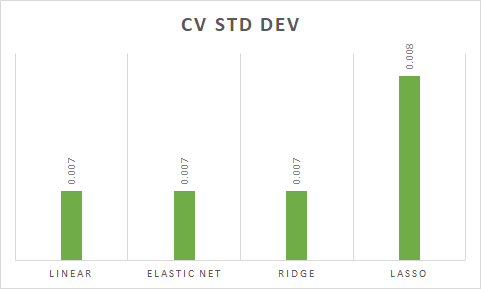 CV STD DEV
0.007
0.007
0.007
0.008
LINEAR
ELASTIC NET
RIDGE
LASSO